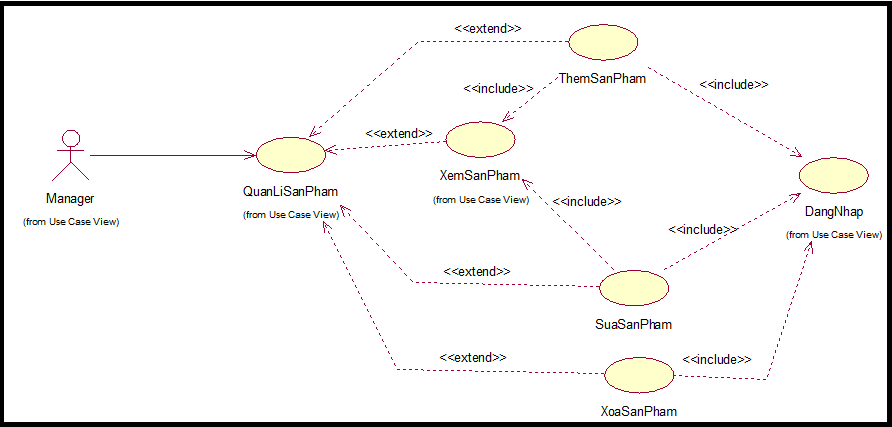 <<extend>>
ThemSanPham
<<include>>
<<include>>
<<extend>>
XemSanPham
(from Use Case View)
Manager
(from Use Case View)
QuanLiSanPham
(from Use Case View)
<<include>>
DangNhap
(from Use Case View)
<<include>>
<<extend>>
SuaSanPham
<<extend>>
<<include>>
XoaSanPham